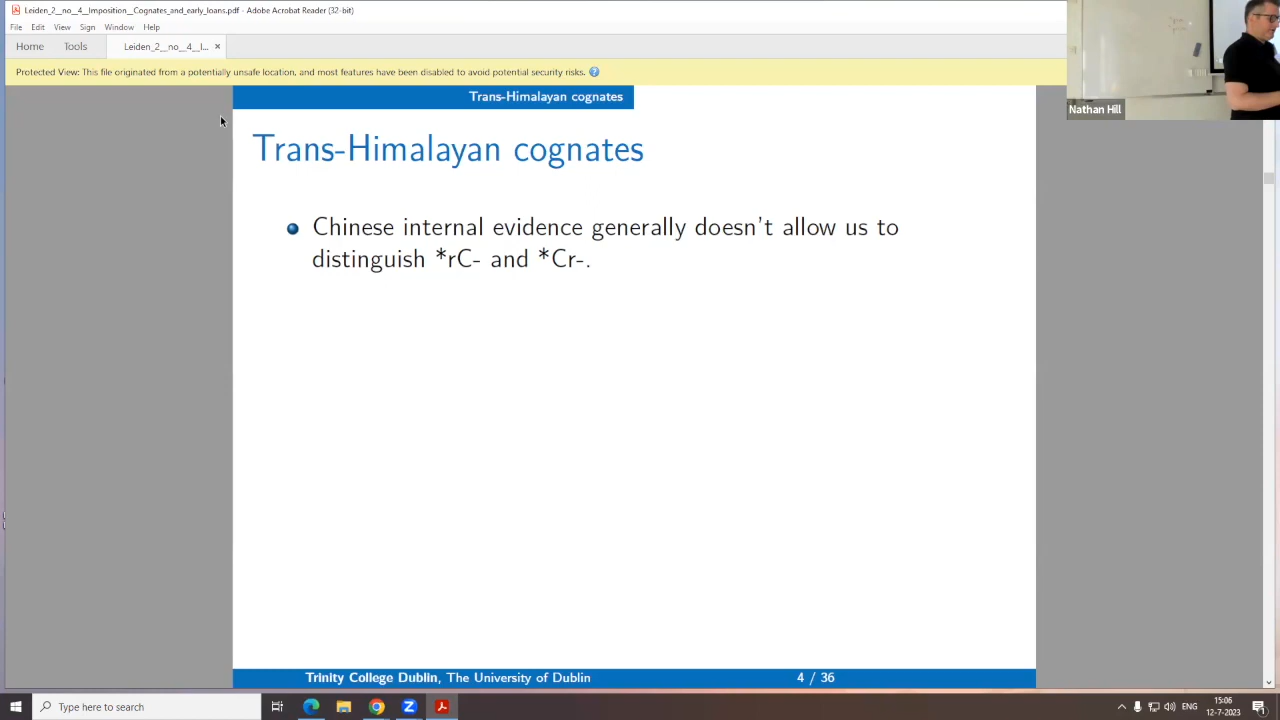 Leiden_2__no__4__Imposition__Cognates_and_early_loans.pdf - Adobe Acrobat Reader (32-bit)
File Edit View Sign Window Help
Home Tools Leiden_2__no__4__I... ×
Protected View: This file originated from a potentially unsafe location, and most features have been disabled to avoid potential security risks.
Nathan Hill
Trans-Himalayan cognates
Trans-Himalayan cognates
Chinese internal evidence generally doesn't allow us to
distinguish *rC- and *Cr-.
Trinity College Dublin, The University of Dublin 4 / 36
Type here to search
15:06
ENG
12-7-2023